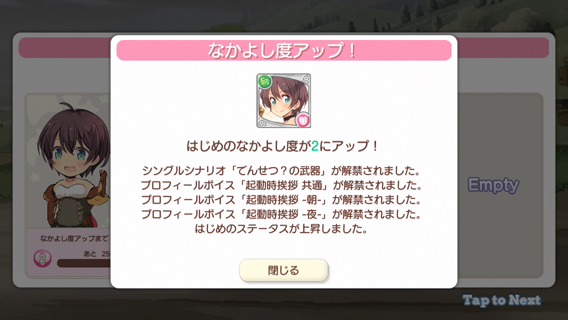 なかよし度アップ！
はじめのなかよし度が2にアップ！
シングルシナリオ「でんせつ？の武器」が解禁されました。
プロフィールボイス「起動時挨拶 共通」が解禁されました。
プロフィールボイス「起動時挨拶 -朝-」が解禁されました。
プロフィールボイス「起動時挨拶 -夜-」が解禁されました。
はじめのステータスが上昇しました。
閉じる
なかよし度アップまで
あと 25
Empty
Tap to Next